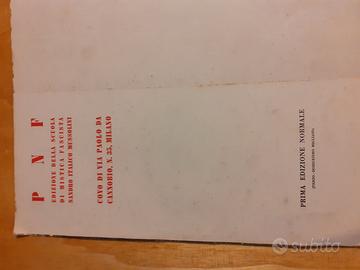 P N F
EDIZIONE DELLA SCUOLA
DI MISTICA FASCISTA
SANDRO ITALICO MUSSOLINI
COVO DI VIA PAOLO DA
CANNOBIO, N. 35, MILANO
PRIMA EDIZIONE NORMALE
subito